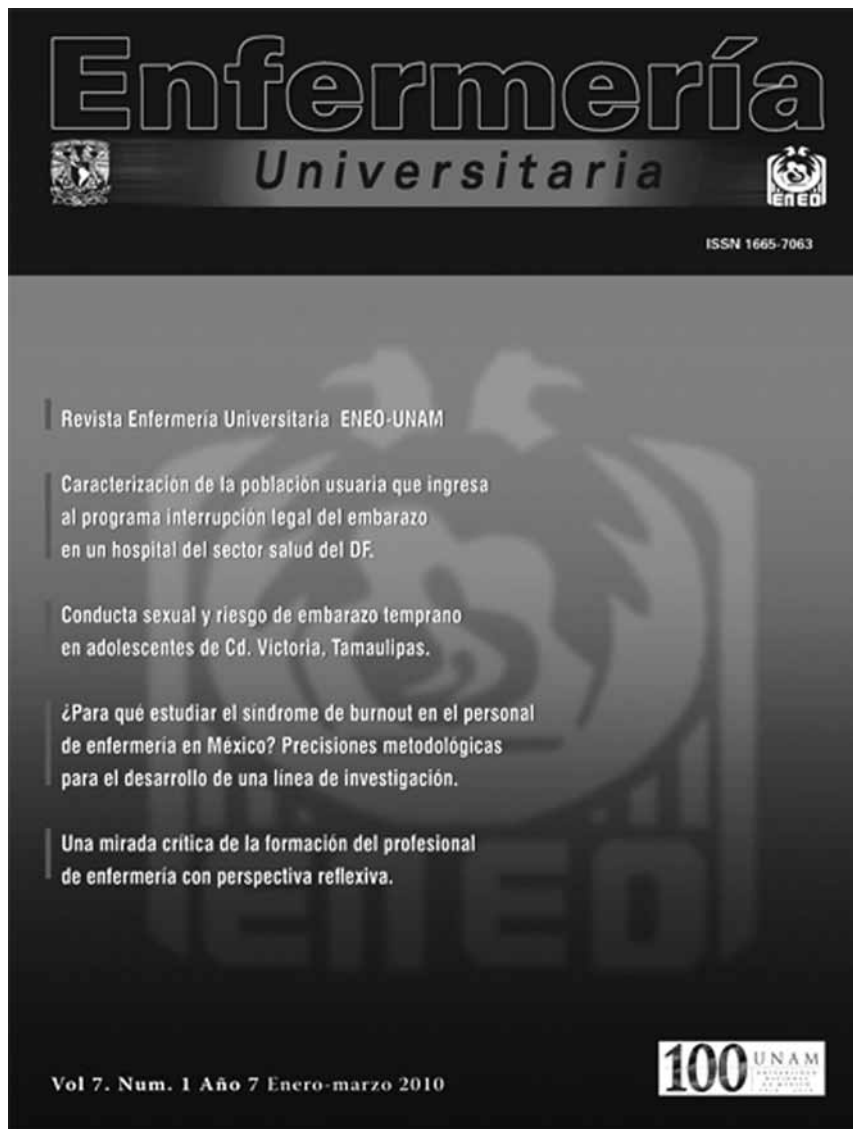 Enfermería
Universitaria
ENEO
ISSN 1665-7063
Revista Enfermería Universitaria ENEO-UNAM
Caracterización de la población usuaria que ingresa
al programa interrupción legal del embarazo
en un hospital del sector salud del DF.
Conducta sexual y riesgo de embarazo temprano
en adolescentes de Cd. Victoria, Tamaulipas.
¿Para qué estudiar el síndrome de burnout en el personal
de enfermería en México? Precisiones metodológicas
para el desarrollo de una línea de investigación.
Una mirada crítica de la formación del profesional
de enfermería con perspectiva reflexiva.
ENEO
Vol 7. Num. 1 Año 7 Enero-marzo 2010
100 UNAM